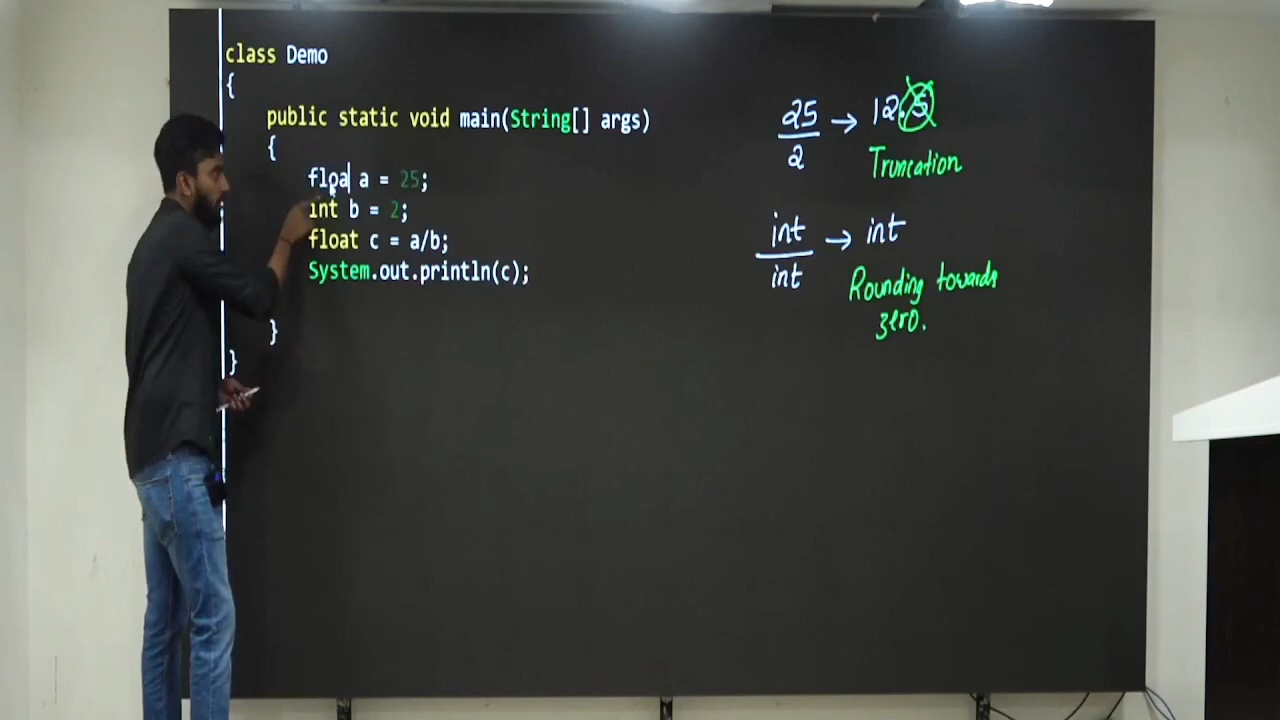 class Demo
{
public static void main(String[] args)
{
floa a = 25;
int b = 2;
float c = a/b;
System.out.println(c);
}
}
25
2
→ 12.5
Truncation
int
int
→ int
Rounding towards
zero.